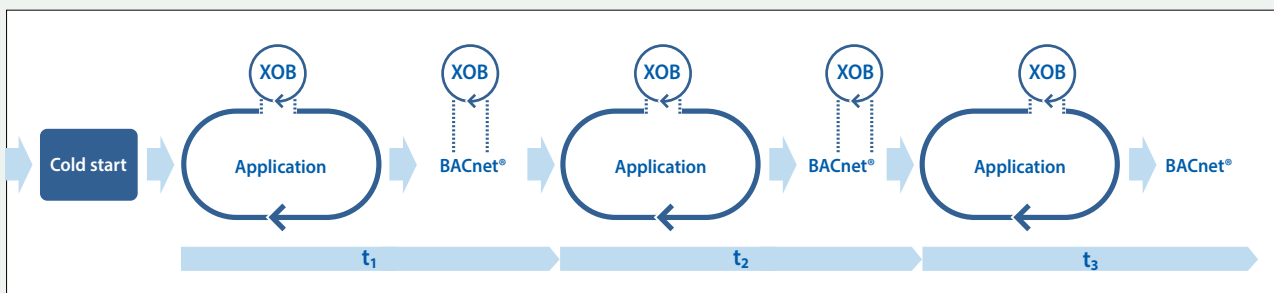 XOB
XOB
XOB
XOB
XOB
Cold start
Application
BACnet®
Application
BACnet®
Application
BACnet®
t₁
t₂
t₃